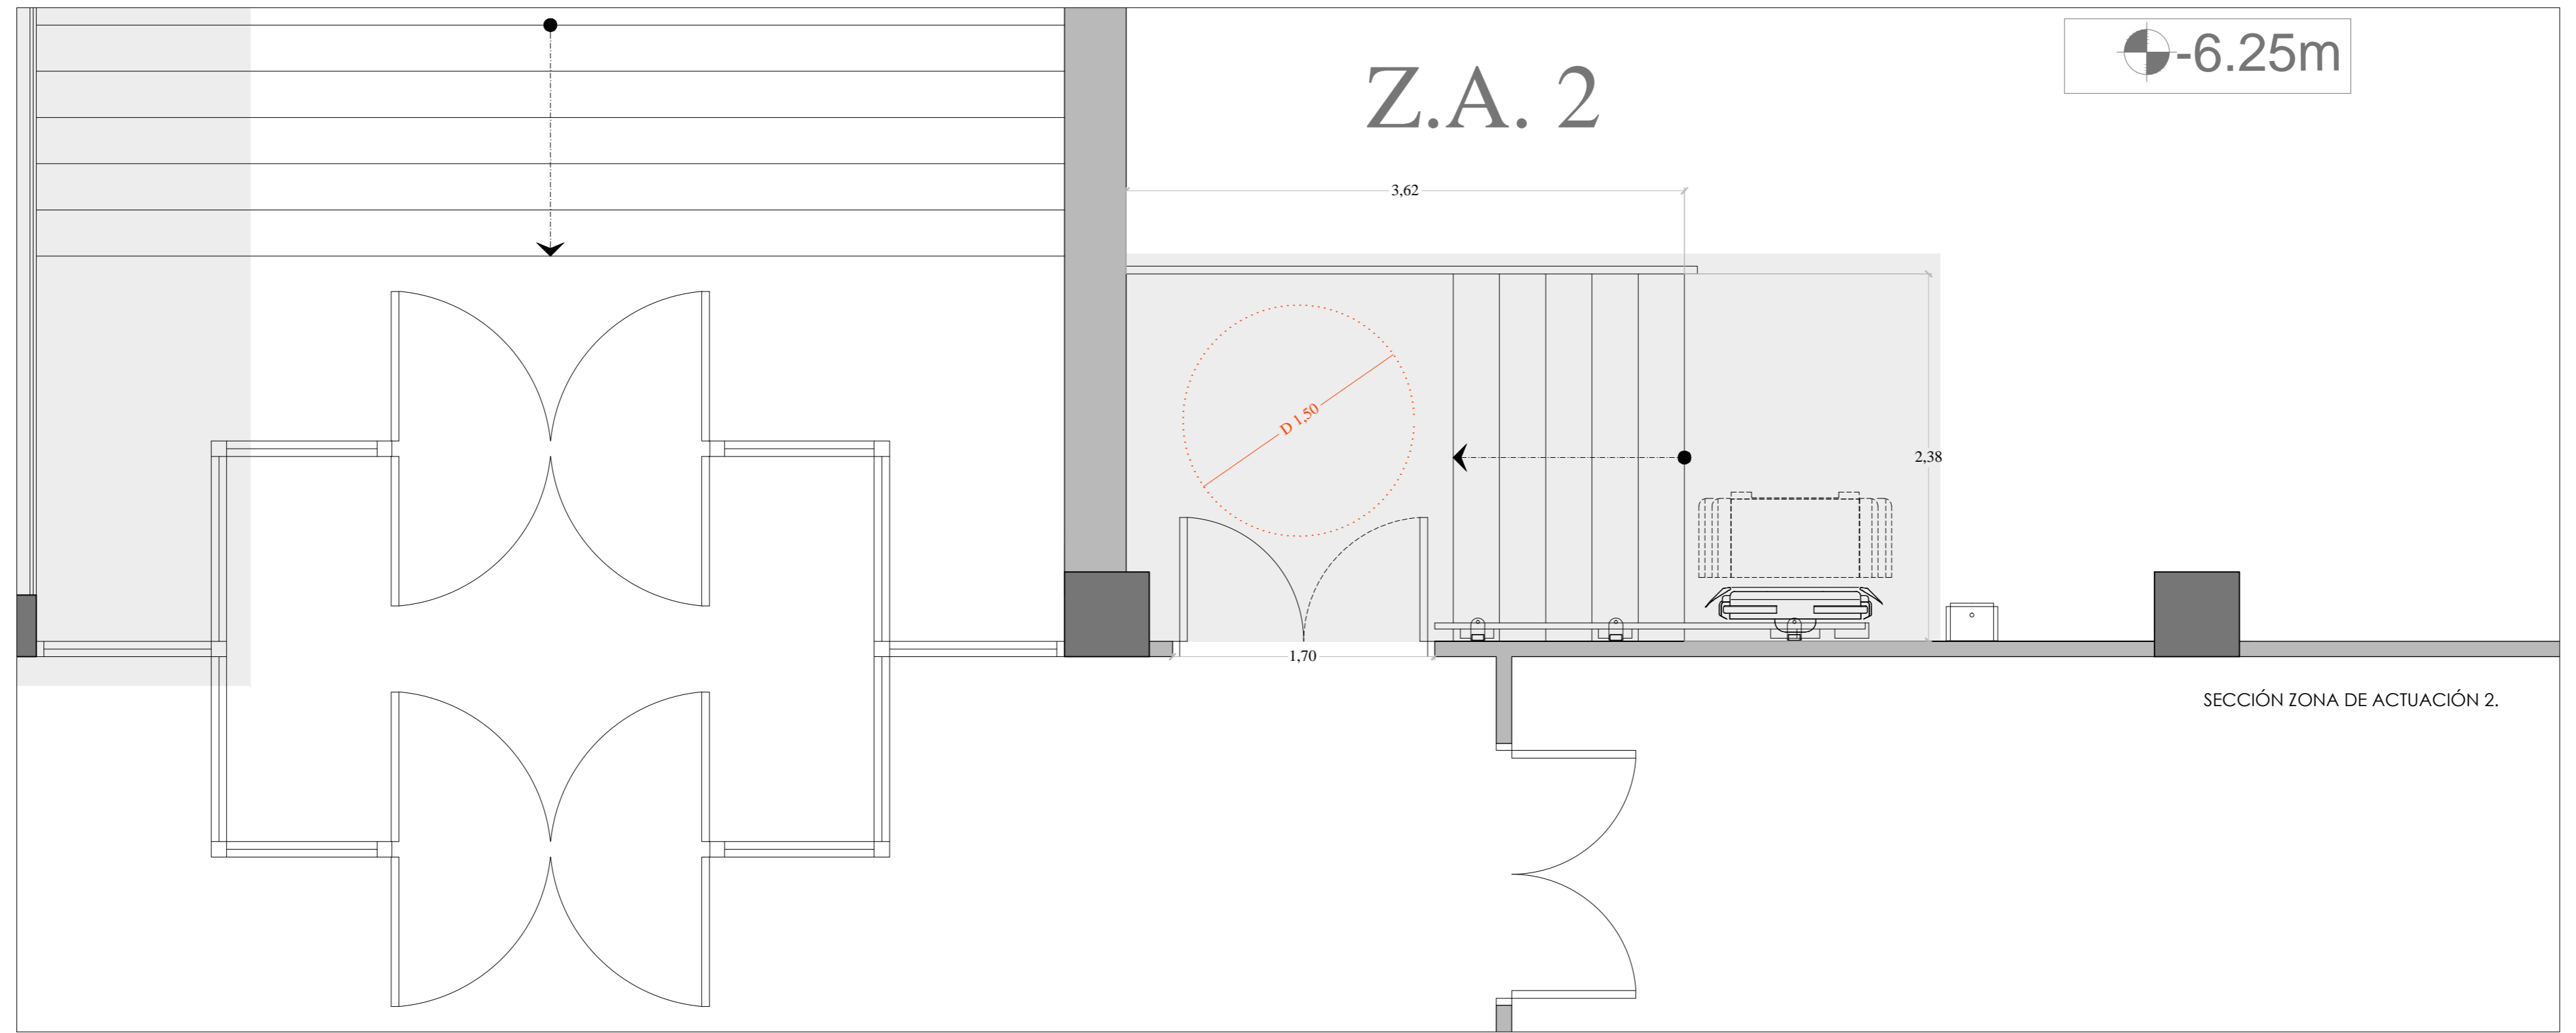 -6.25m
Z.A. 2
3,62
D 1,50
2,38
1,70
SECCIÓN ZONA DE ACTUACIÓN 2.